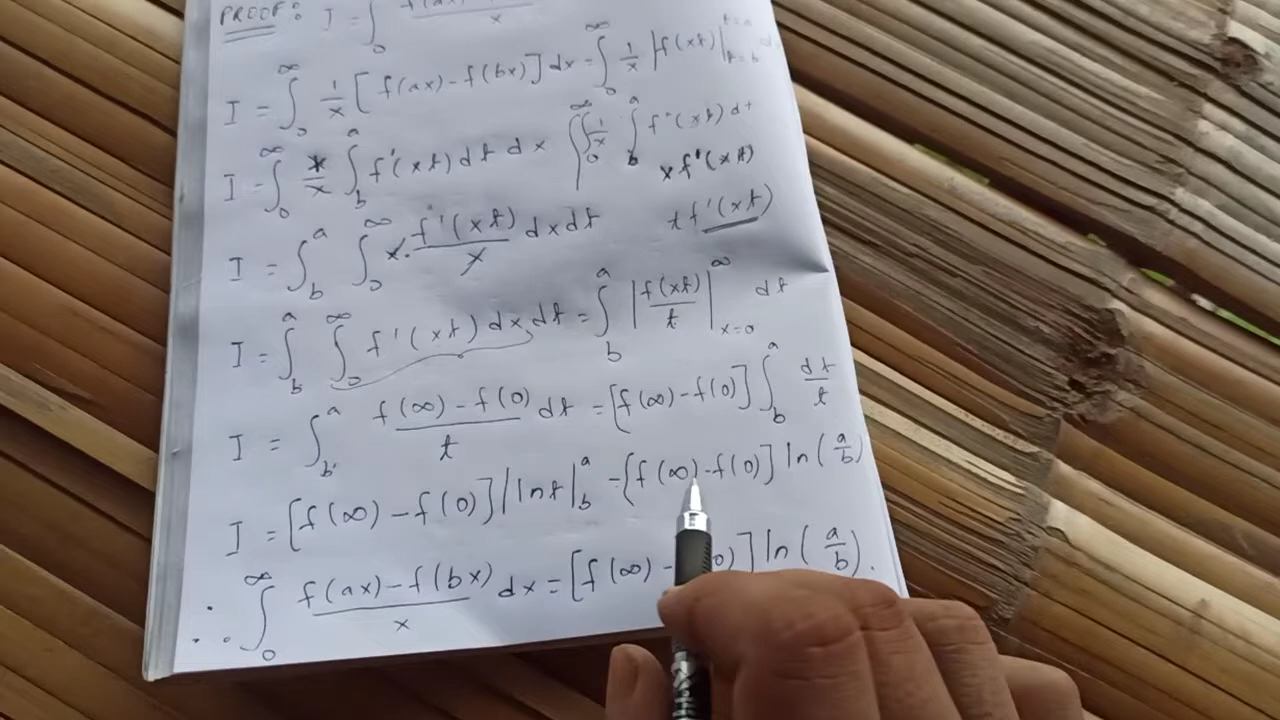 PROOF: I = ∫₀ f(ax) / x
I = ∫₀^∞ 1/x [f(ax) - f(bx)] dx = ∫₀^∞ 1/x |f(xt)|_{t=b}^{t=a} d
I = ∫₀^∞ x/x ∫_b^a f'(xt) dt dx ∫₀^∞ 1/x ∫_b^a f'(xt) dt
x f'(xt)
I = ∫_b^a ∫₀^∞ x. f'(xt)/x dx dt t f'(xt)
I = ∫_b^a ∫₀^∞ f'(xt) dx, dt = ∫_b^a |f(xt)/t|_{x=0}^∞ dt
I = ∫_b^a (f(∞) - f(0))/t dt = [f(∞) - f(0)] ∫_b^a dt/t
I = [f(∞) - f(0)] |ln t|_b^a = [f(∞) - f(0)] ln(a/b)
∴ ∫₀^∞ (f(ax) - f(bx))/x dx = [f(∞) - 0)] ln(a/b).